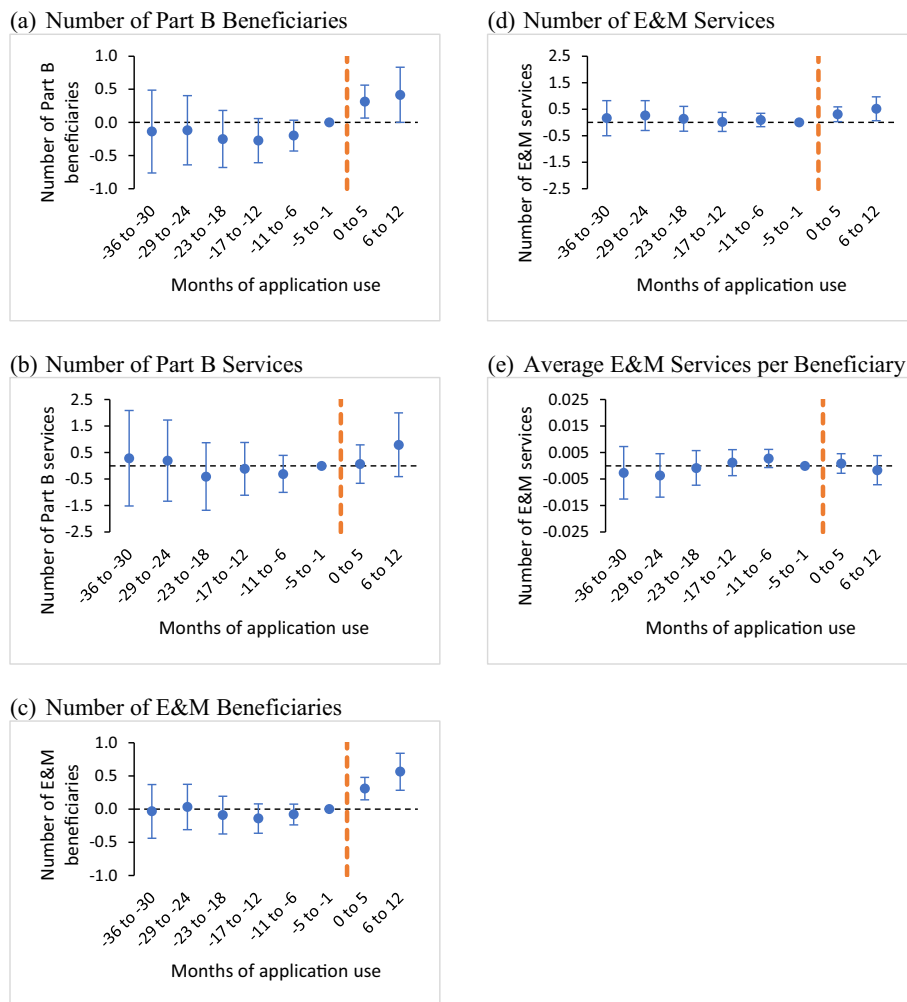 (a) Number of Part B Beneficiaries
Number of Part B
beneficiaries
1.0
0.5
0.0
-0.5
-1.0
-36 to -30
-29 to -24
-23 to -18
-17 to -12
-11 to -6
-5 to -1
0 to 5
6 to 12
Months of application use
(b) Number of Part B Services
Number of Part B services
2.5
1.5
0.5
-0.5
-1.5
-2.5
-36 to -30
-29 to -24
-23 to -18
-17 to -12
-11 to -6
-5 to -1
0 to 5
6 to 12
Months of application use
(c) Number of E&M Beneficiaries
Number of E&M
beneficiaries
1.0
0.5
0.0
-0.5
-1.0
-36 to -30
-29 to -24
-23 to -18
-17 to -12
-11 to -6
-5 to -1
0 to 5
6 to 12
Months of application use
(d) Number of E&M Services
Number of E&M services
2.5
1.5
0.5
-0.5
-1.5
-2.5
-36 to -30
-29 to -24
-23 to -18
-17 to -12
-11 to -6
-5 to -1
0 to 5
6 to 12
Months of application use
(e) Average E&M Services per Beneficiary
Number of E&M services
0.025
0.015
0.005
-0.005
-0.015
-0.025
-36 to -30
-29 to -24
-23 to -18
-17 to -12
-11 to -6
-5 to -1
0 to 5
6 to 12
Months of application use